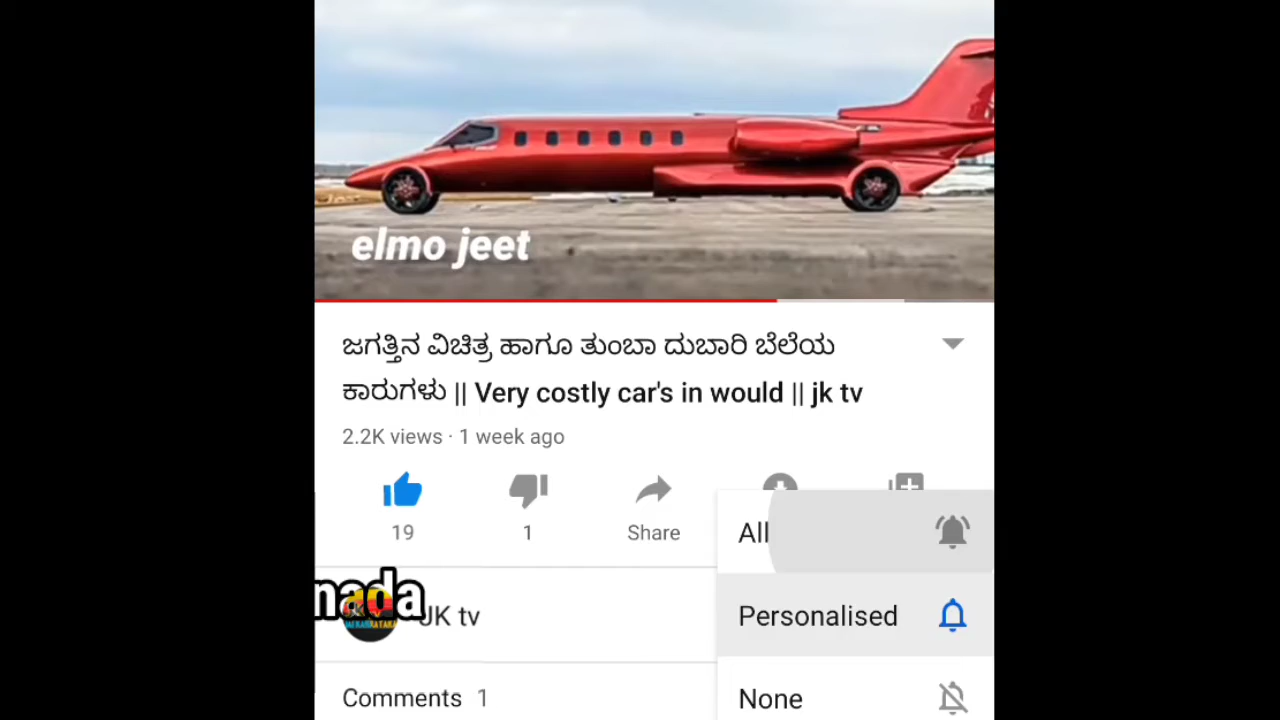 elmo jeet
ಜಗತ್ತಿನ ವಿಚಿತ್ರ ಹಾಗೂ ತುಂಬಾ ದುಬಾರಿ ಬೆಲೆಯ
ಕಾರುಗಳು || Very costly car's in would || jk tv
2.2K views · 1 week ago
19
1
Share
All
nada
JK tv
Personalised
Comments 1
None